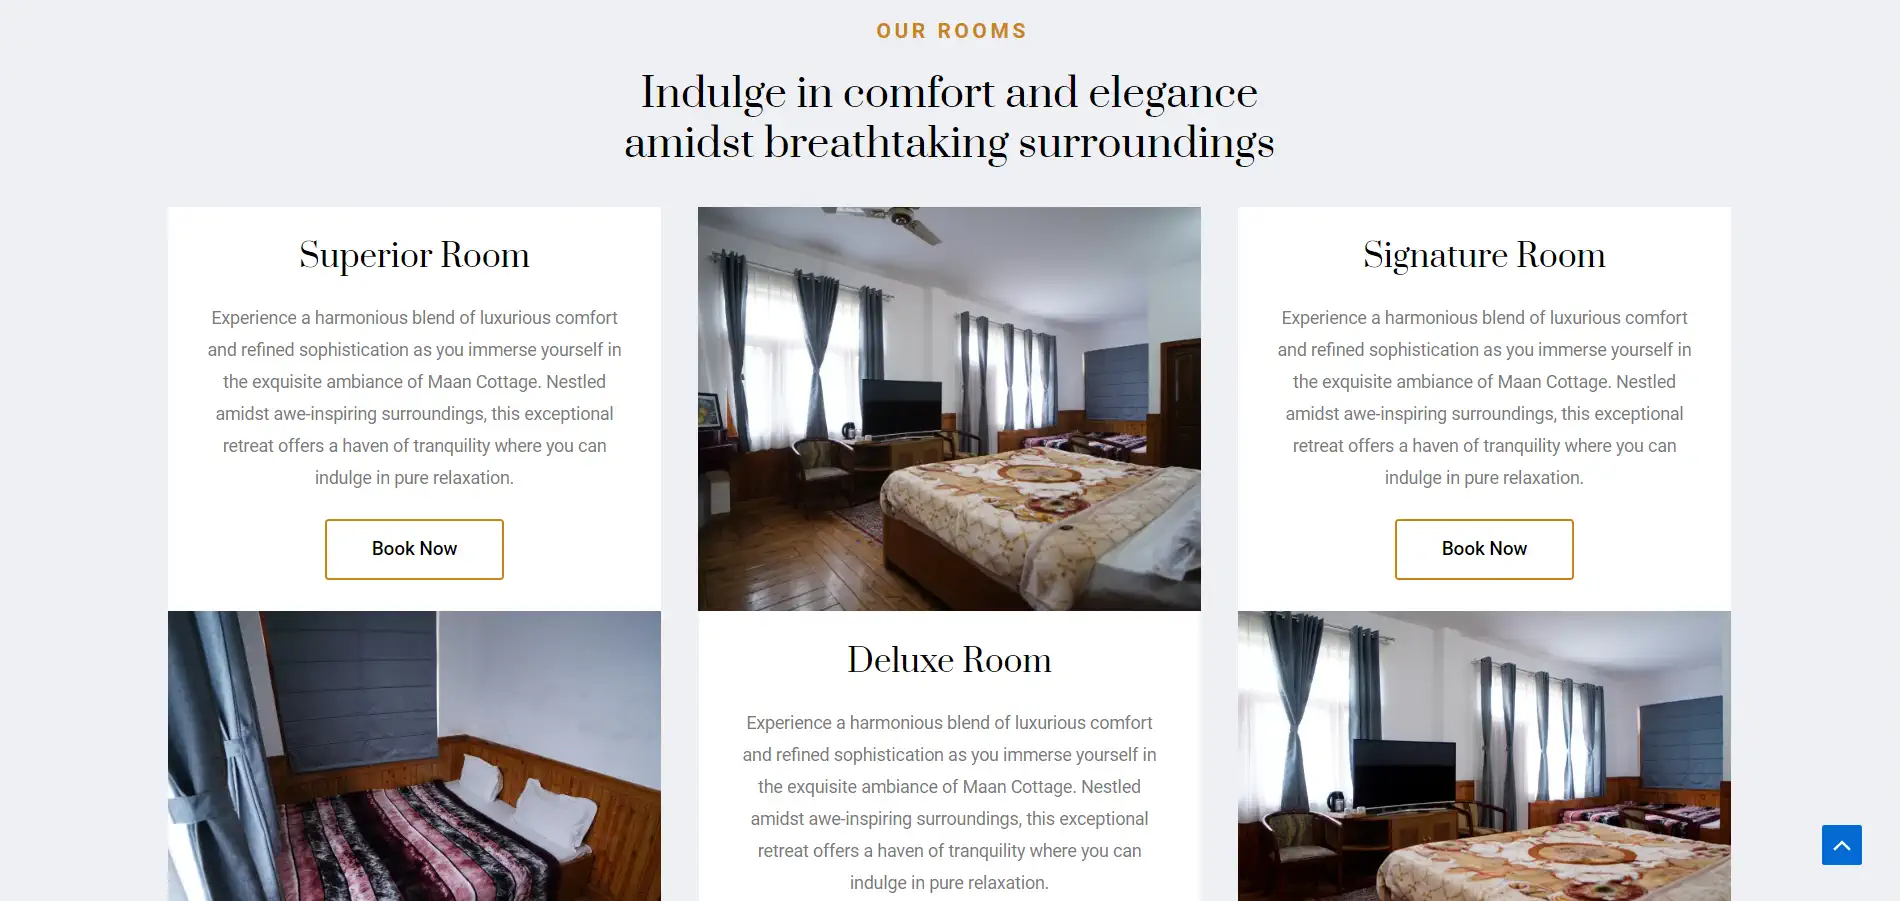 OUR ROOMS
Indulge in comfort and elegance
amidst breathtaking surroundings
Superior Room
Experience a harmonious blend of luxurious comfort
and refined sophistication as you immerse yourself in
the exquisite ambiance of Maan Cottage. Nestled
amidst awe-inspiring surroundings, this exceptional
retreat offers a haven of tranquility where you can
indulge in pure relaxation.
Book Now
Deluxe Room
Experience a harmonious blend of luxurious comfort
and refined sophistication as you immerse yourself in
the exquisite ambiance of Maan Cottage. Nestled
amidst awe-inspiring surroundings, this exceptional
retreat offers a haven of tranquility where you can
indulge in pure relaxation.
Signature Room
Experience a harmonious blend of luxurious comfort
and refined sophistication as you immerse yourself in
the exquisite ambiance of Maan Cottage. Nestled
amidst awe-inspiring surroundings, this exceptional
retreat offers a haven of tranquility where you can
indulge in pure relaxation.
Book Now